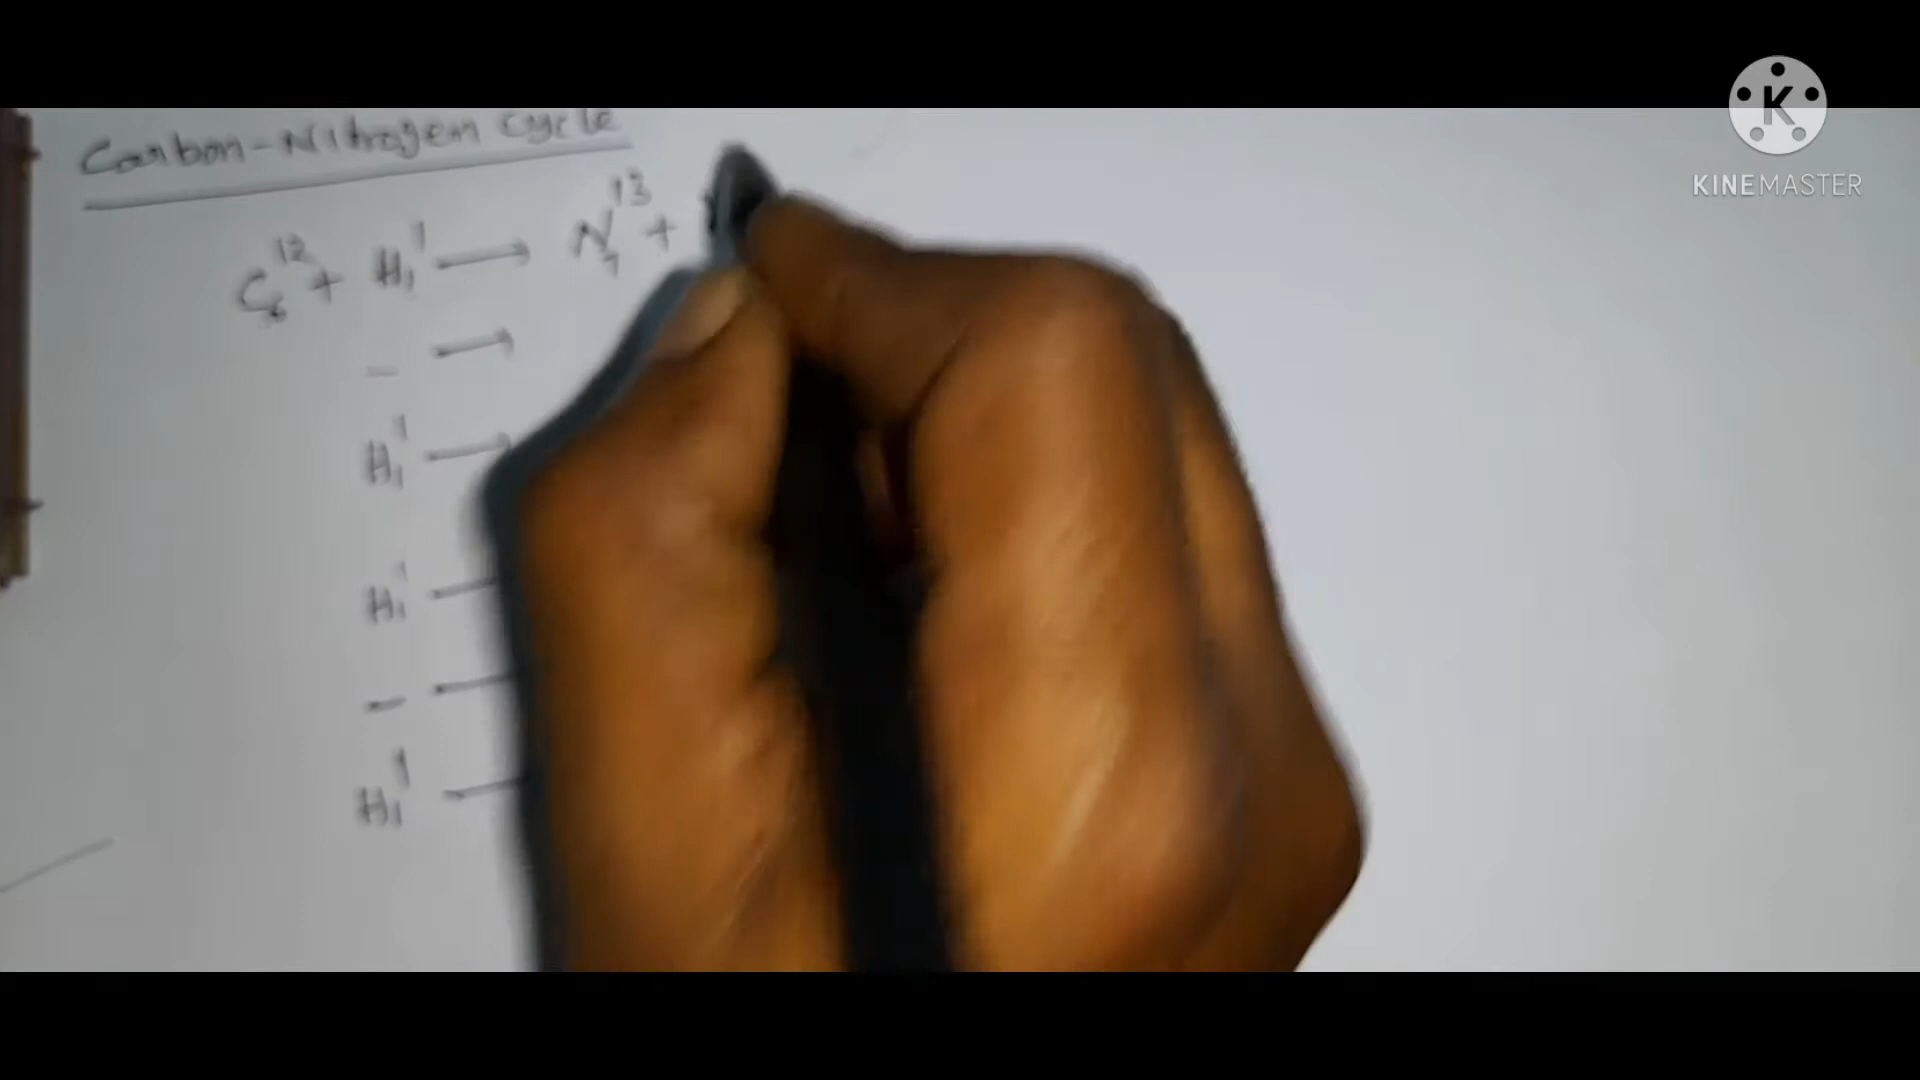 Carbon-Nitrogen Cycle
K
KINEMASTER
C₆¹² + H₁¹ ⟶ N₇¹³ +
– ⟶
H₁¹ ⟶
H₁¹ —
– —
H₁¹ —